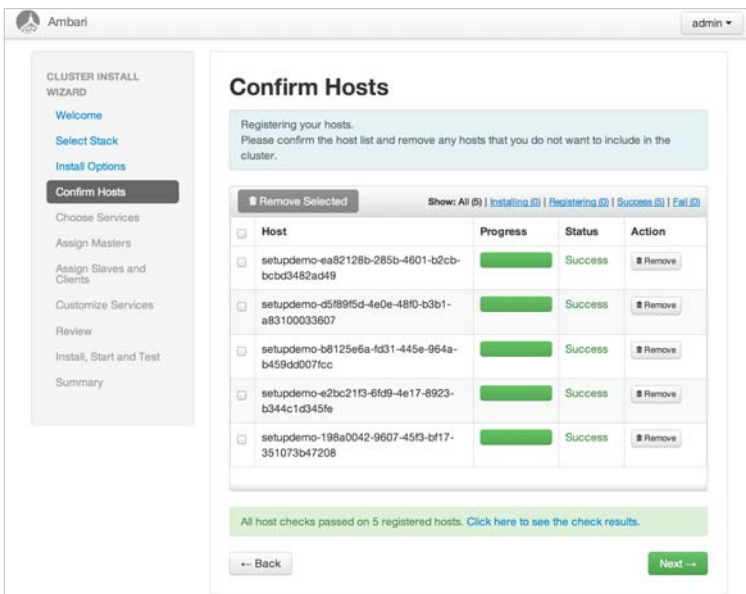 Ambari
admin
CLUSTER INSTALL
WIZARD
Welcome
Select Stack
Install Options
Confirm Hosts
Choose Services
Assign Masters
Assign Slaves and
Clients
Customize Services
Review
Install, Start and Test
Summary
Confirm Hosts
Registering your hosts.
Please confirm the host list and remove any hosts that you do not want to include in the
cluster.
Remove Selected Show: All (5) | Installing (0) | Registering (0) | Success (5) | Fail (0)
Host Progress Status Action
setupdemo-ea82128b-285b-4601-b2cb- Success Remove
bcbd3482ad49
setupdemo-d5f89f5d-4e0e-48f0-b3b1- Success Remove
a83100033607
setupdemo-b8125e6a-fd31-445e-964a- Success Remove
b459dd007fcc
setupdemo-e2bc21f3-6fd9-4e17-8923- Success Remove
b344c1d345fe
setupdemo-198a0042-9607-45f3-bf17- Success Remove
351073b47208
All host checks passed on 5 registered hosts. Click here to see the check results.
← Back Next →